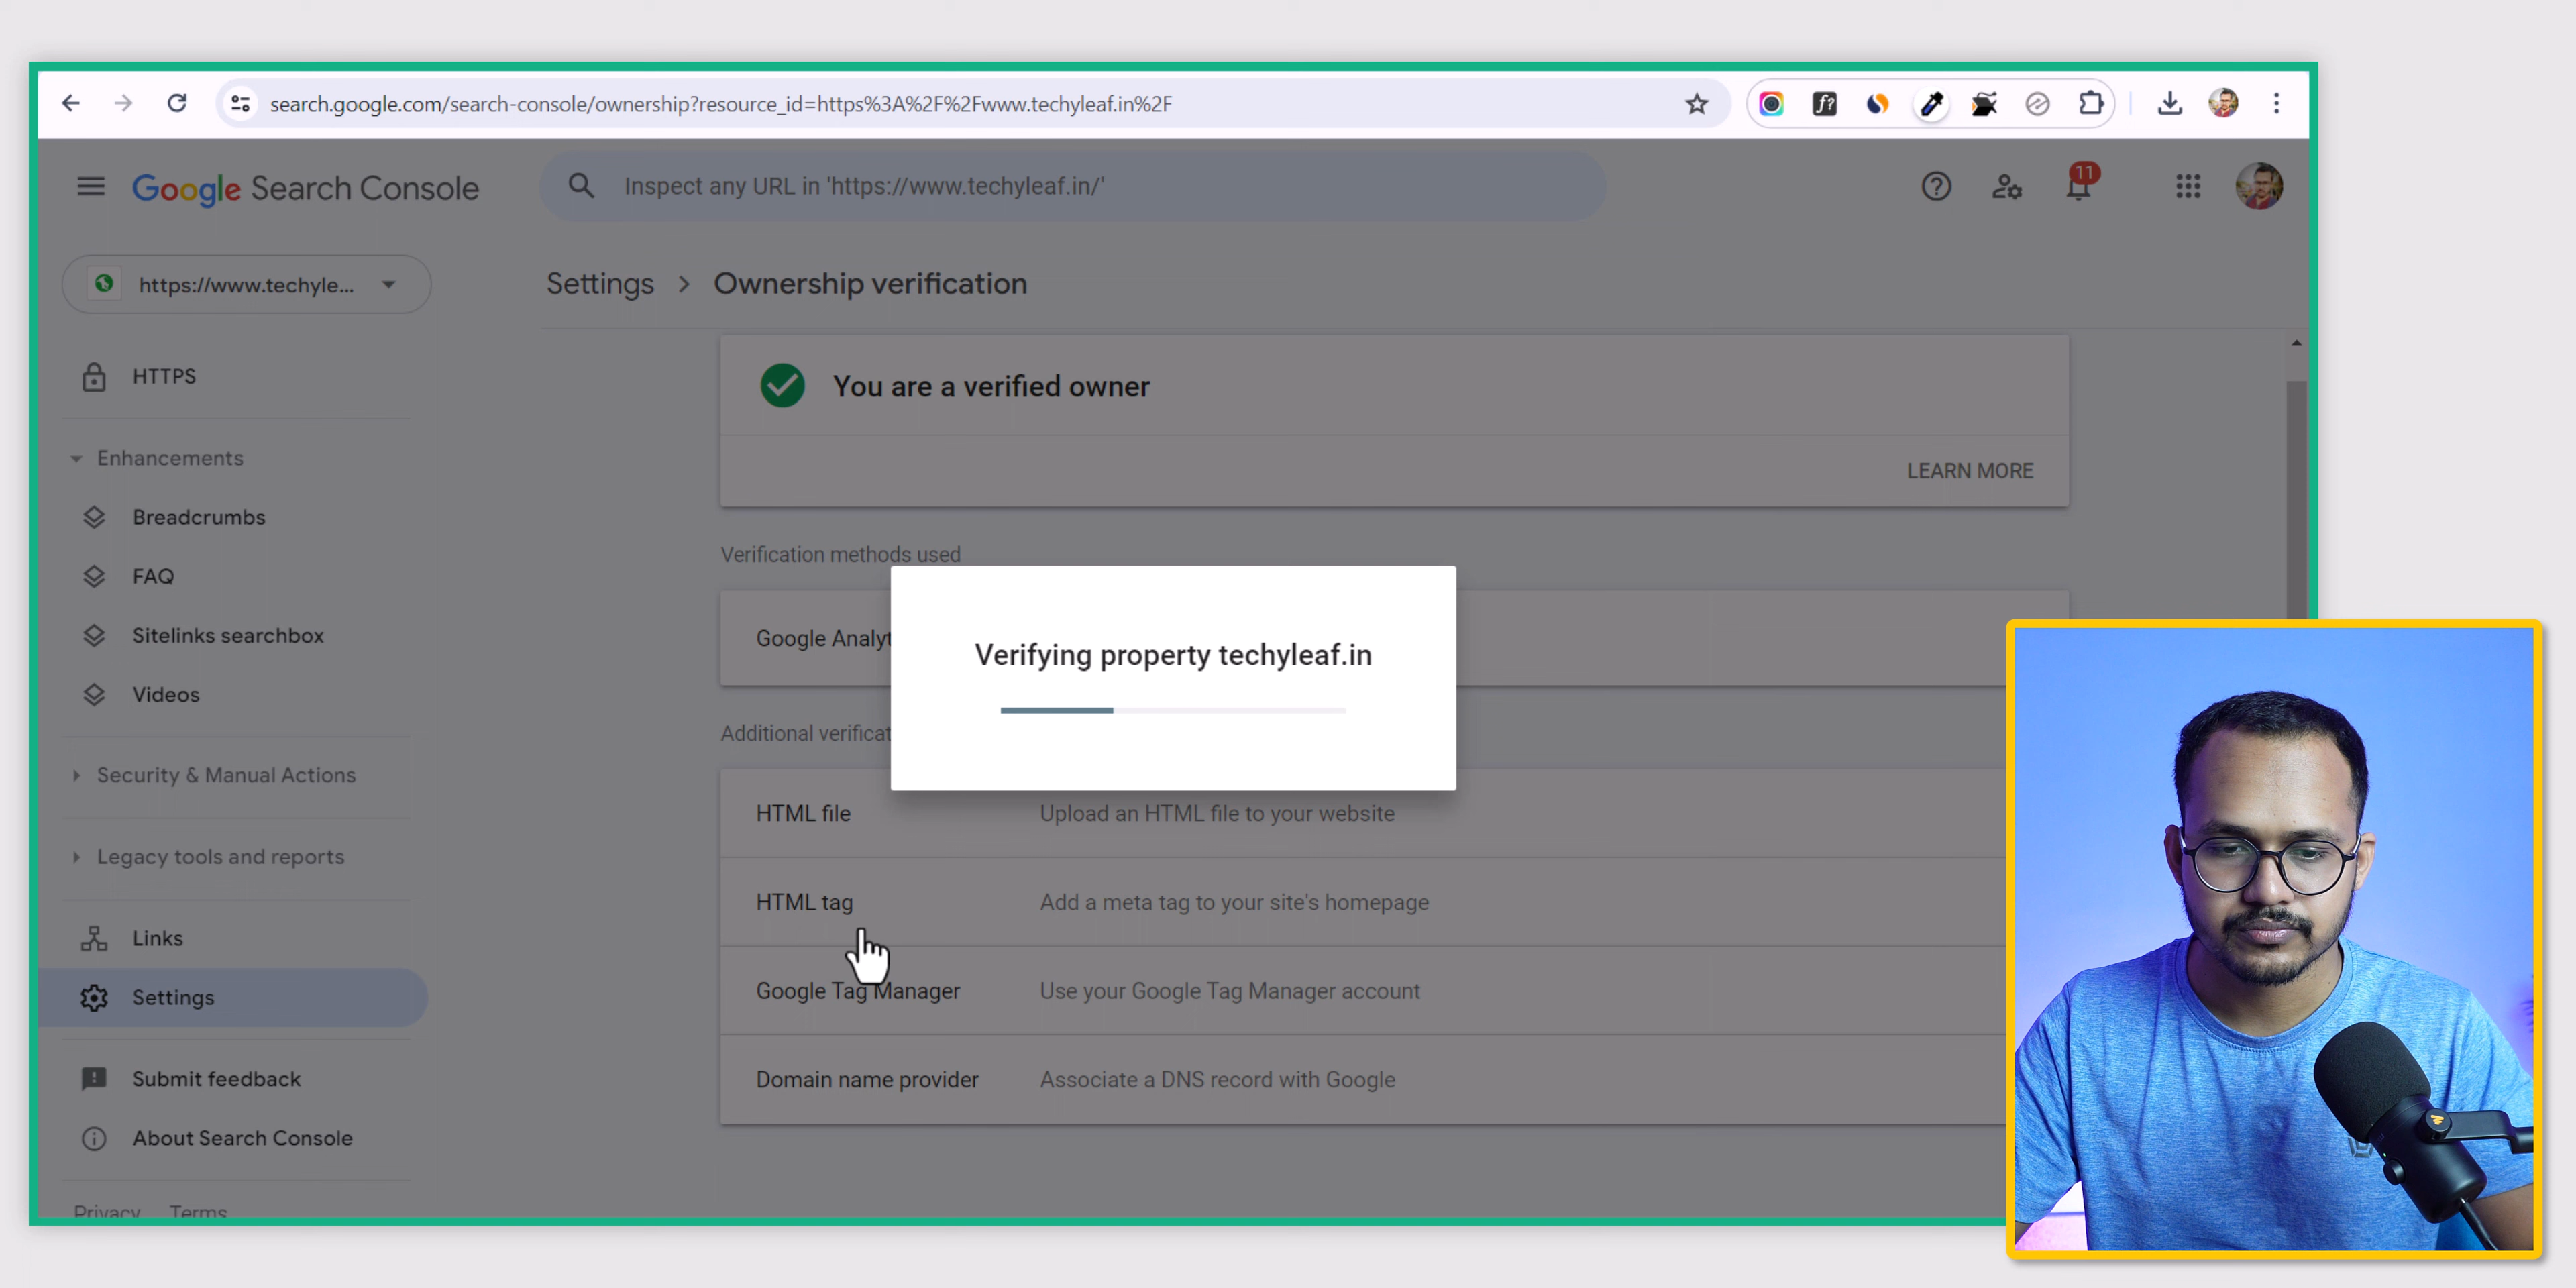 search.google.com/search-console/ownership?resource_id=https%3A%2F%2Fwww.techyleaf.in%2F
f?
Google Search Console
Inspect any URL in 'https://www.techyleaf.in/'
11
https://www.techyle...
Settings > Ownership verification
HTTPS
You are a verified owner
Enhancements
LEARN MORE
Breadcrumbs
Verification methods used
FAQ
Sitelinks searchbox
Google Analyt
Verifying property techyleaf.in
Videos
Additional verificat
Security & Manual Actions
HTML file Upload an HTML file to your website
Legacy tools and reports
HTML tag Add a meta tag to your site's homepage
Links
Google Tag Manager Use your Google Tag Manager account
Settings
Submit feedback
Domain name provider Associate a DNS record with Google
About Search Console
Privacy Terms